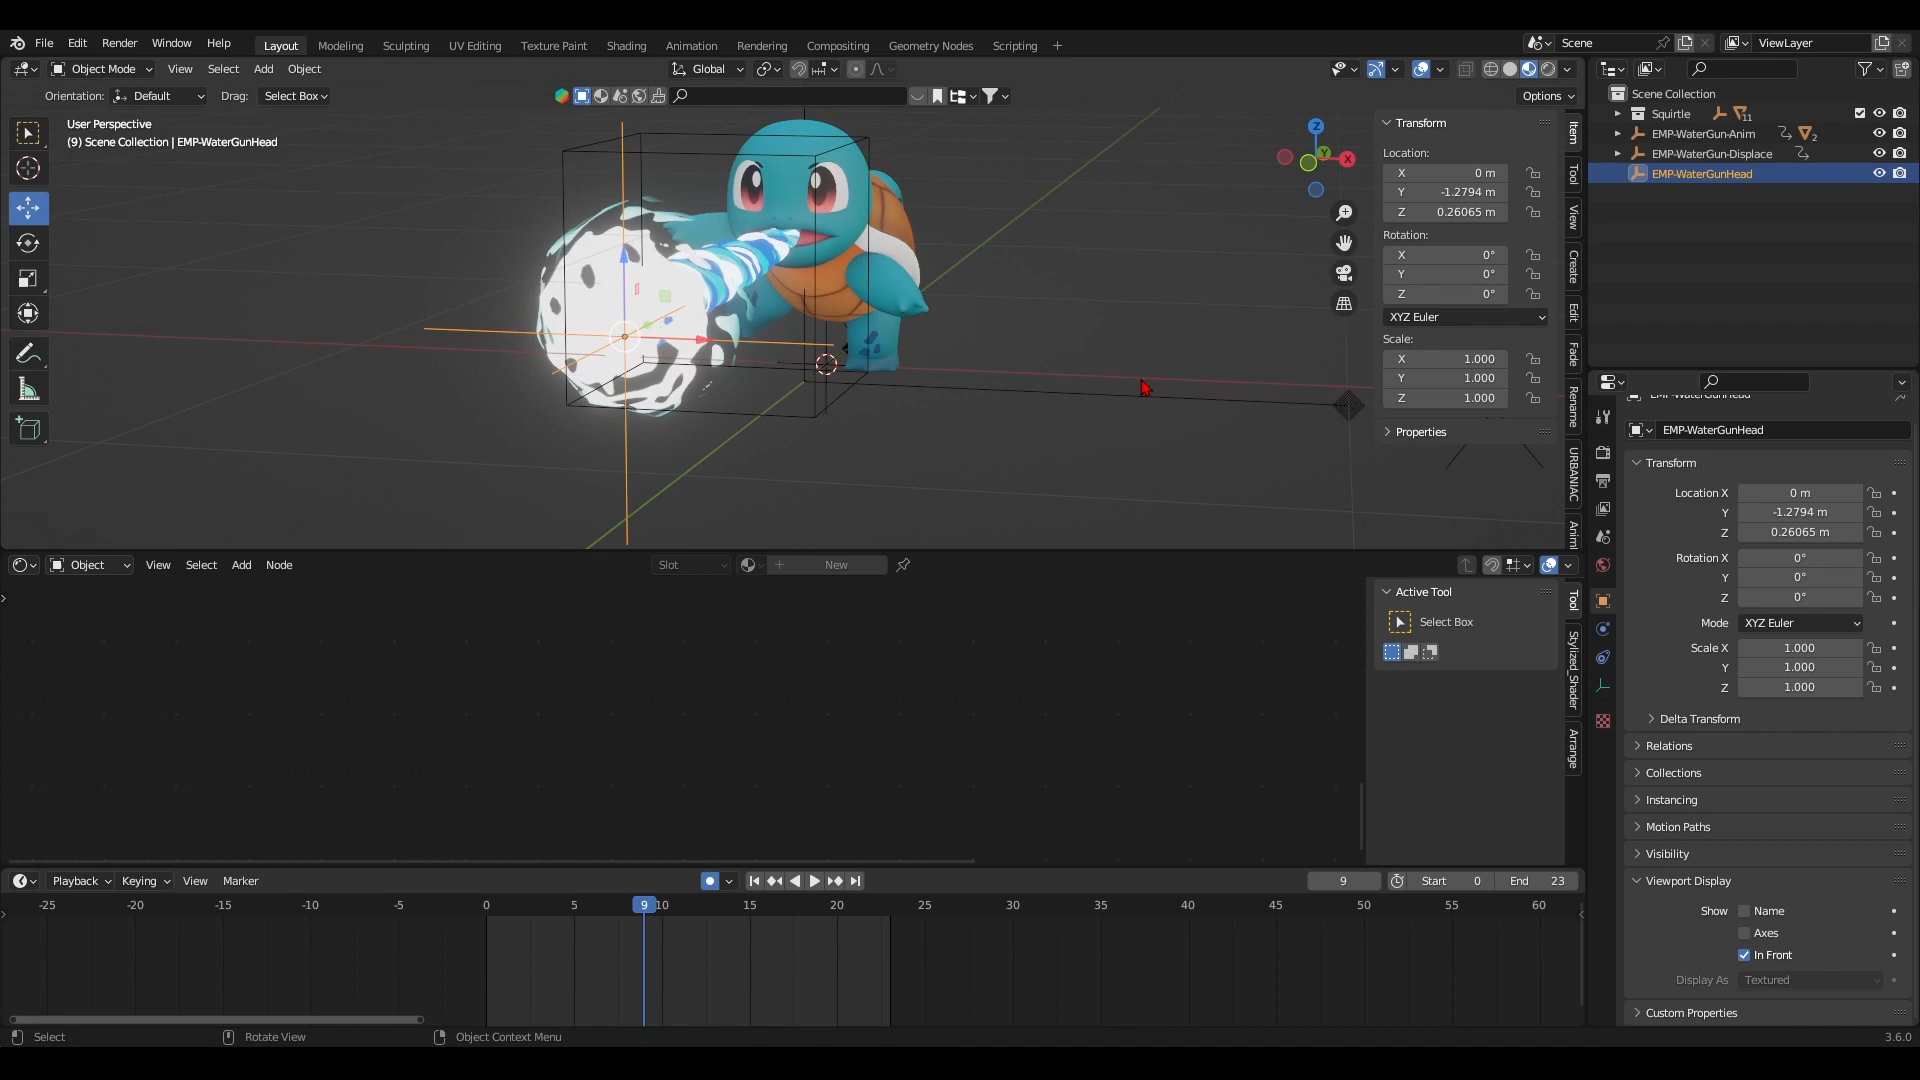 File Edit Render Window Help Layout Modeling Sculpting UV Editing Texture Paint Shading Animation Rendering Compositing Geometry Nodes Scripting + Scene ViewLayer
Object Mode View Select Add Object Global
Orientation: Default Drag: Select Box Options
User Perspective
(9) Scene Collection | EMP-WaterGunHead
Z
X
Y
Transform
Location:
X 0 m
Y -1.2794 m
Z 0.26065 m
Rotation:
X 0°
Y 0°
Z 0°
XYZ Euler
Scale:
X 1.000
Y 1.000
Z 1.000
Properties
Item
Tool
View
Create
Edit
Fade
Rename
URBANIAC
Animl
Scene Collection
Squirtle 11
EMP-WaterGun-Anim 2
EMP-WaterGun-Displace
EMP-WaterGunHead
EMP-WaterGunHead
EMP-WaterGunHead
Transform
Location X 0 m
Y -1.2794 m
Z 0.26065 m
Rotation X 0°
Y 0°
Z 0°
Mode XYZ Euler
Scale X 1.000
Y 1.000
Z 1.000
Delta Transform
Relations
Collections
Instancing
Motion Paths
Visibility
Viewport Display
Show Name
Axes
In Front
Display As Textured
Custom Properties
Object View Select Add Node Slot New
Active Tool
Select Box
Tool
Stylized_Shader
Arrange
Playback Keying View Marker 9 Start 0 End 23
-25 -20 -15 -10 -5 0 5 9 10 15 20 25 30 35 40 45 50 55 60
Select Rotate View Object Context Menu 3.6.0